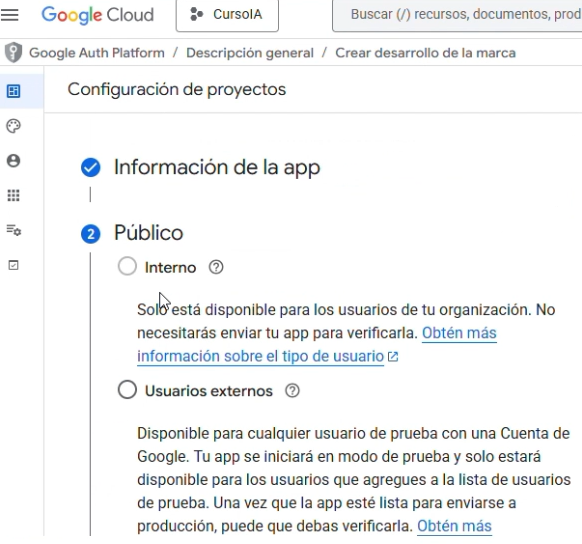 Google Cloud
CursoIA
Buscar (/) recursos, documentos, prod
Google Auth Platform / Descripción general / Crear desarrollo de la marca
Configuración de proyectos
Información de la app
2 Público
Interno
Solo está disponible para los usuarios de tu organización. No
necesitarás enviar tu app para verificarla. Obtén más
información sobre el tipo de usuario
Usuarios externos
Disponible para cualquier usuario de prueba con una Cuenta de
Google. Tu app se iniciará en modo de prueba y solo estará
disponible para los usuarios que agregues a la lista de usuarios
de prueba. Una vez que la app esté lista para enviarse a
producción, puede que debas verificarla. Obtén más